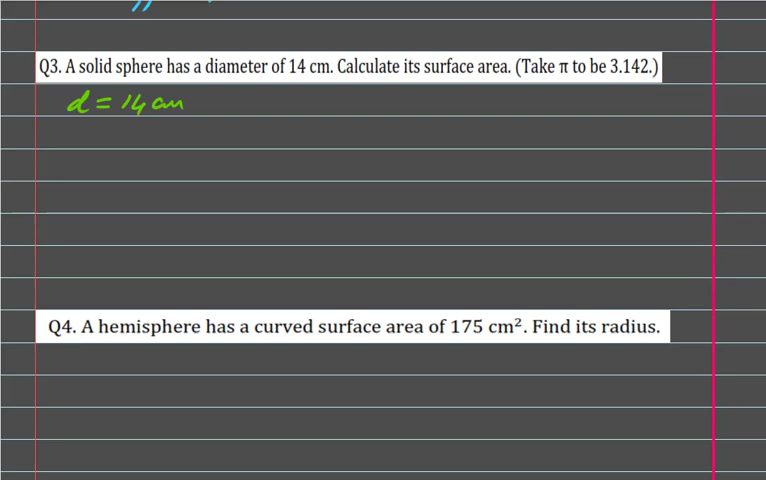 Q3. A solid sphere has a diameter of 14 cm. Calculate its surface area. (Take π to be 3.142.)
d = 14 cm
Q4. A hemisphere has a curved surface area of 175 cm². Find its radius.